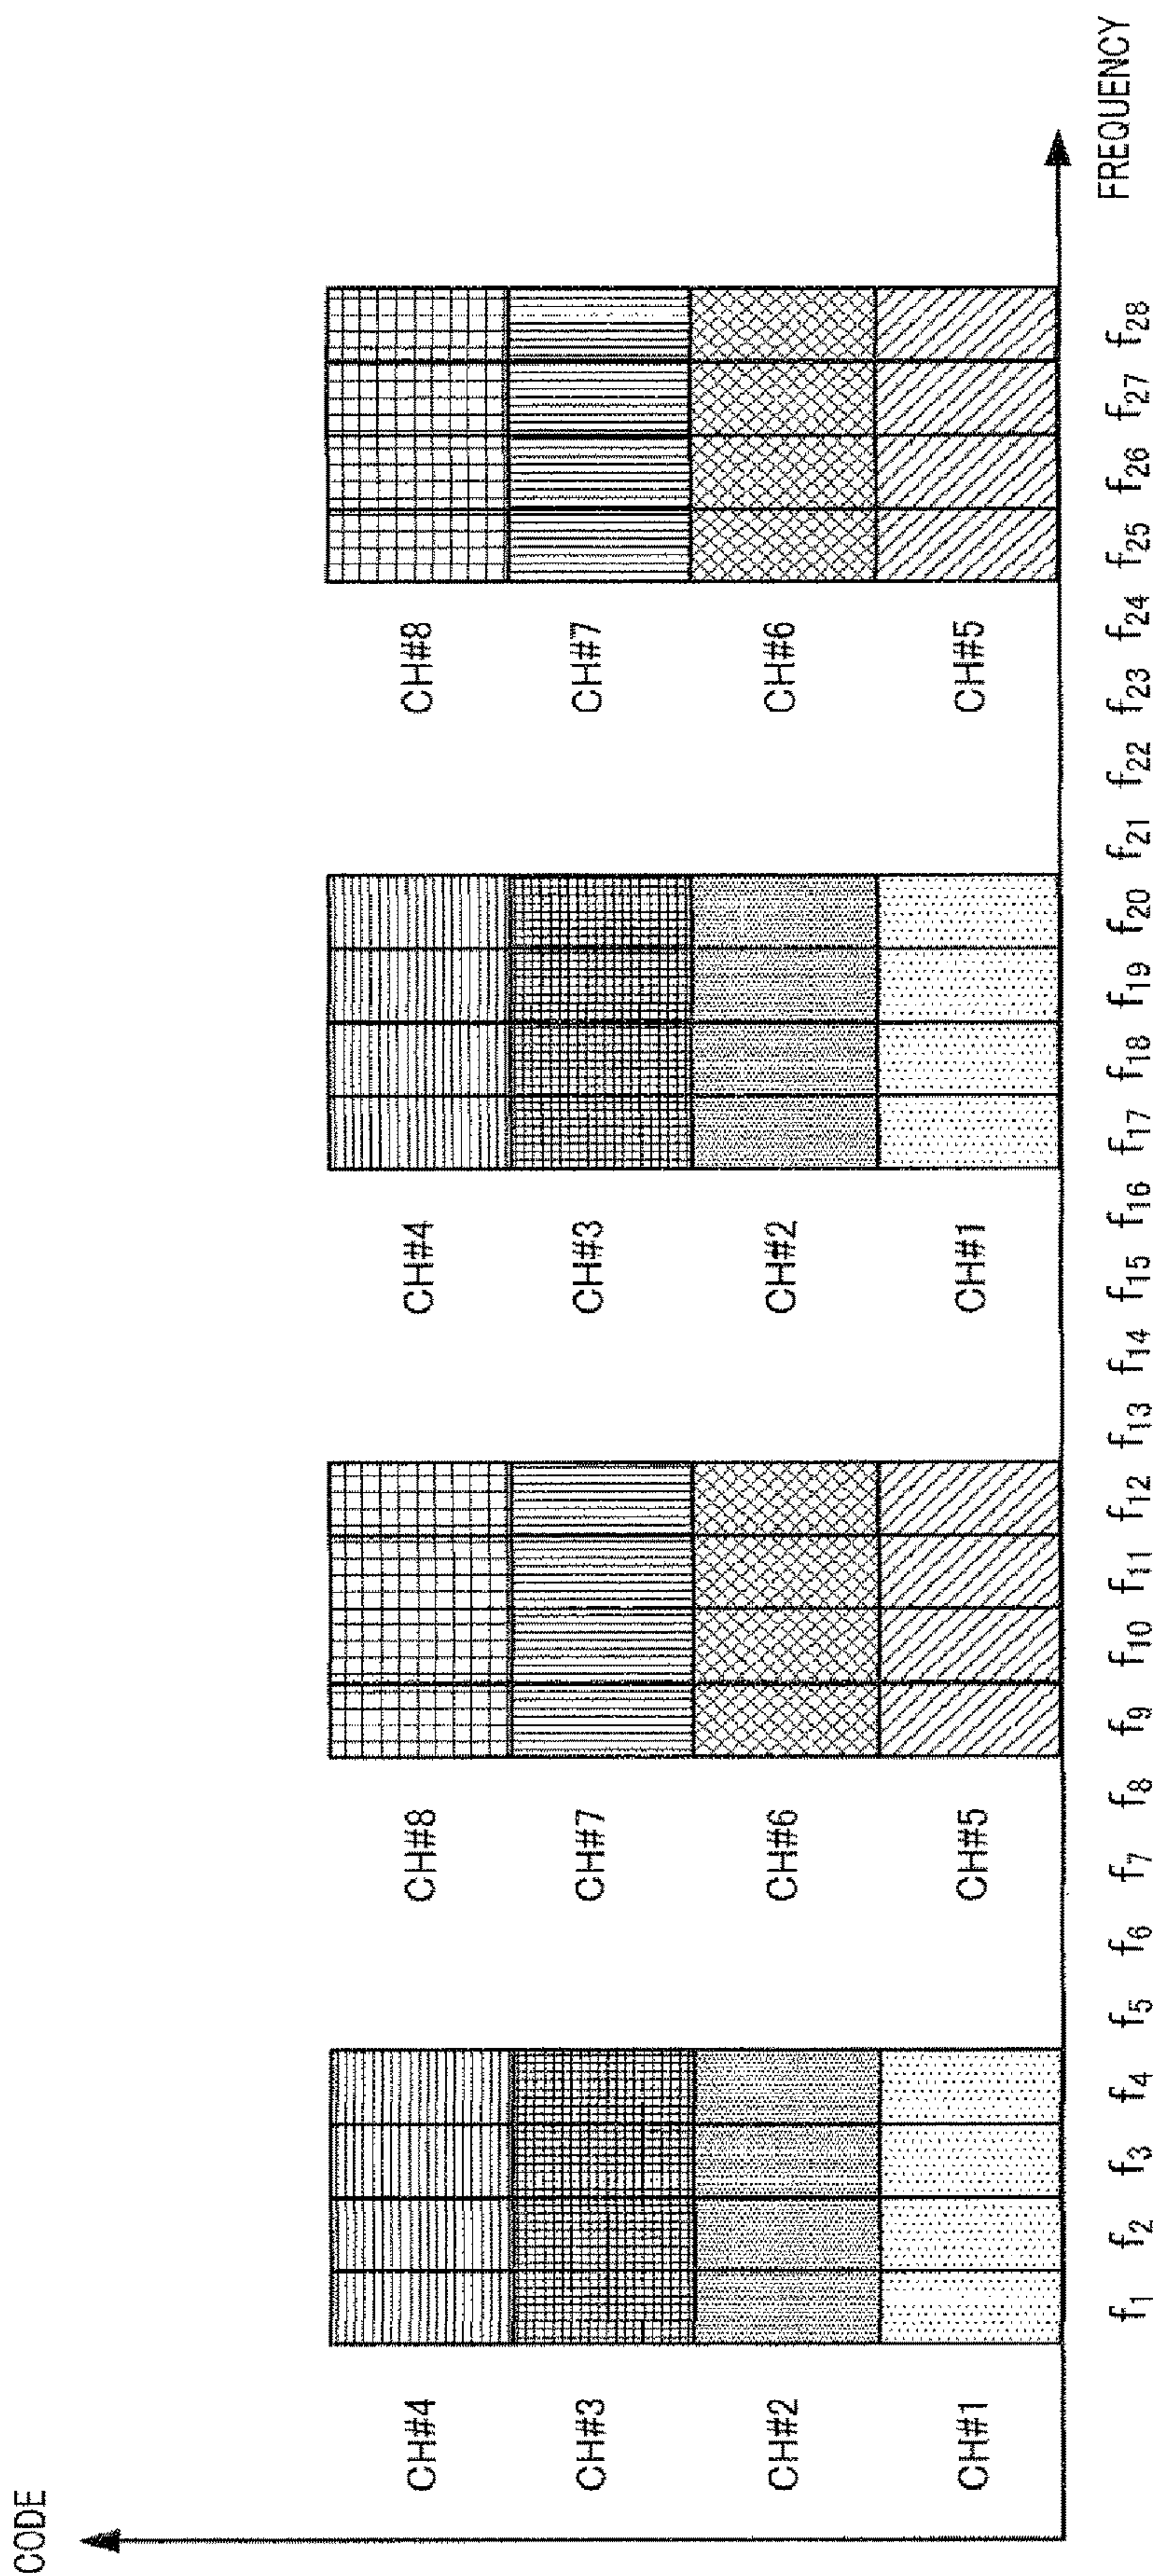 CODE
CH#4
CH#8
CH#4
CH#8
CH#3
CH#7
CH#3
CH#7
CH#2
CH#6
CH#2
CH#6
CH#1
CH#5
CH#1
CH#5
f1 f2 f3 f4 f5 f6 f7 f8 f9 f10 f11 f12 f13 f14 f15 f16 f17 f18 f19 f20 f21 f22 f23 f24 f25 f26 f27 f28
FREQUENCY